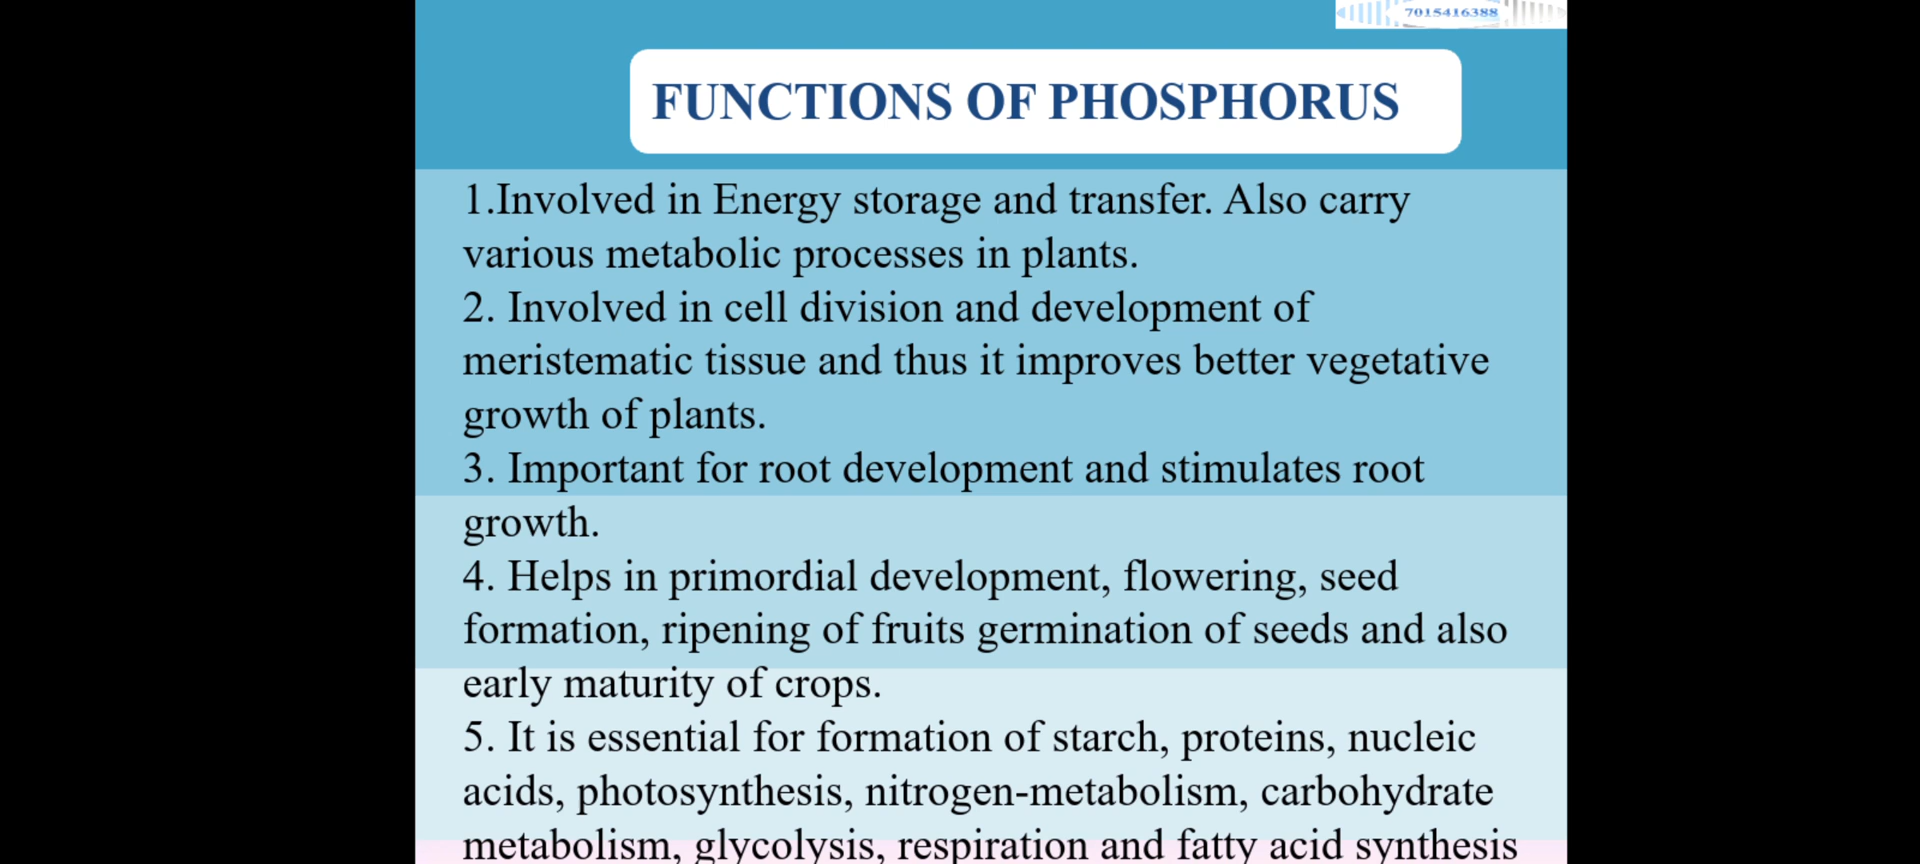 7015416388
FUNCTIONS OF PHOSPHORUS
1.Involved in Energy storage and transfer. Also carry
various metabolic processes in plants.
2. Involved in cell division and development of
meristematic tissue and thus it improves better vegetative
growth of plants.
3. Important for root development and stimulates root
growth.
4. Helps in primordial development, flowering, seed
formation, ripening of fruits germination of seeds and also
early maturity of crops.
5. It is essential for formation of starch, proteins, nucleic
acids, photosynthesis, nitrogen-metabolism, carbohydrate
metabolism, glycolysis, respiration and fatty acid synthesis